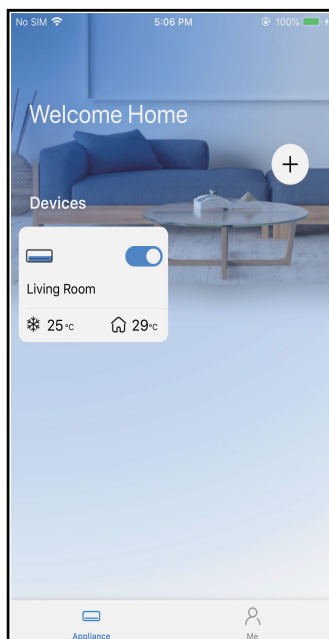 No SIM 5:06 PM 100%
Welcome Home
+
Devices
Living Room
25°C 29°C
Appliance Me